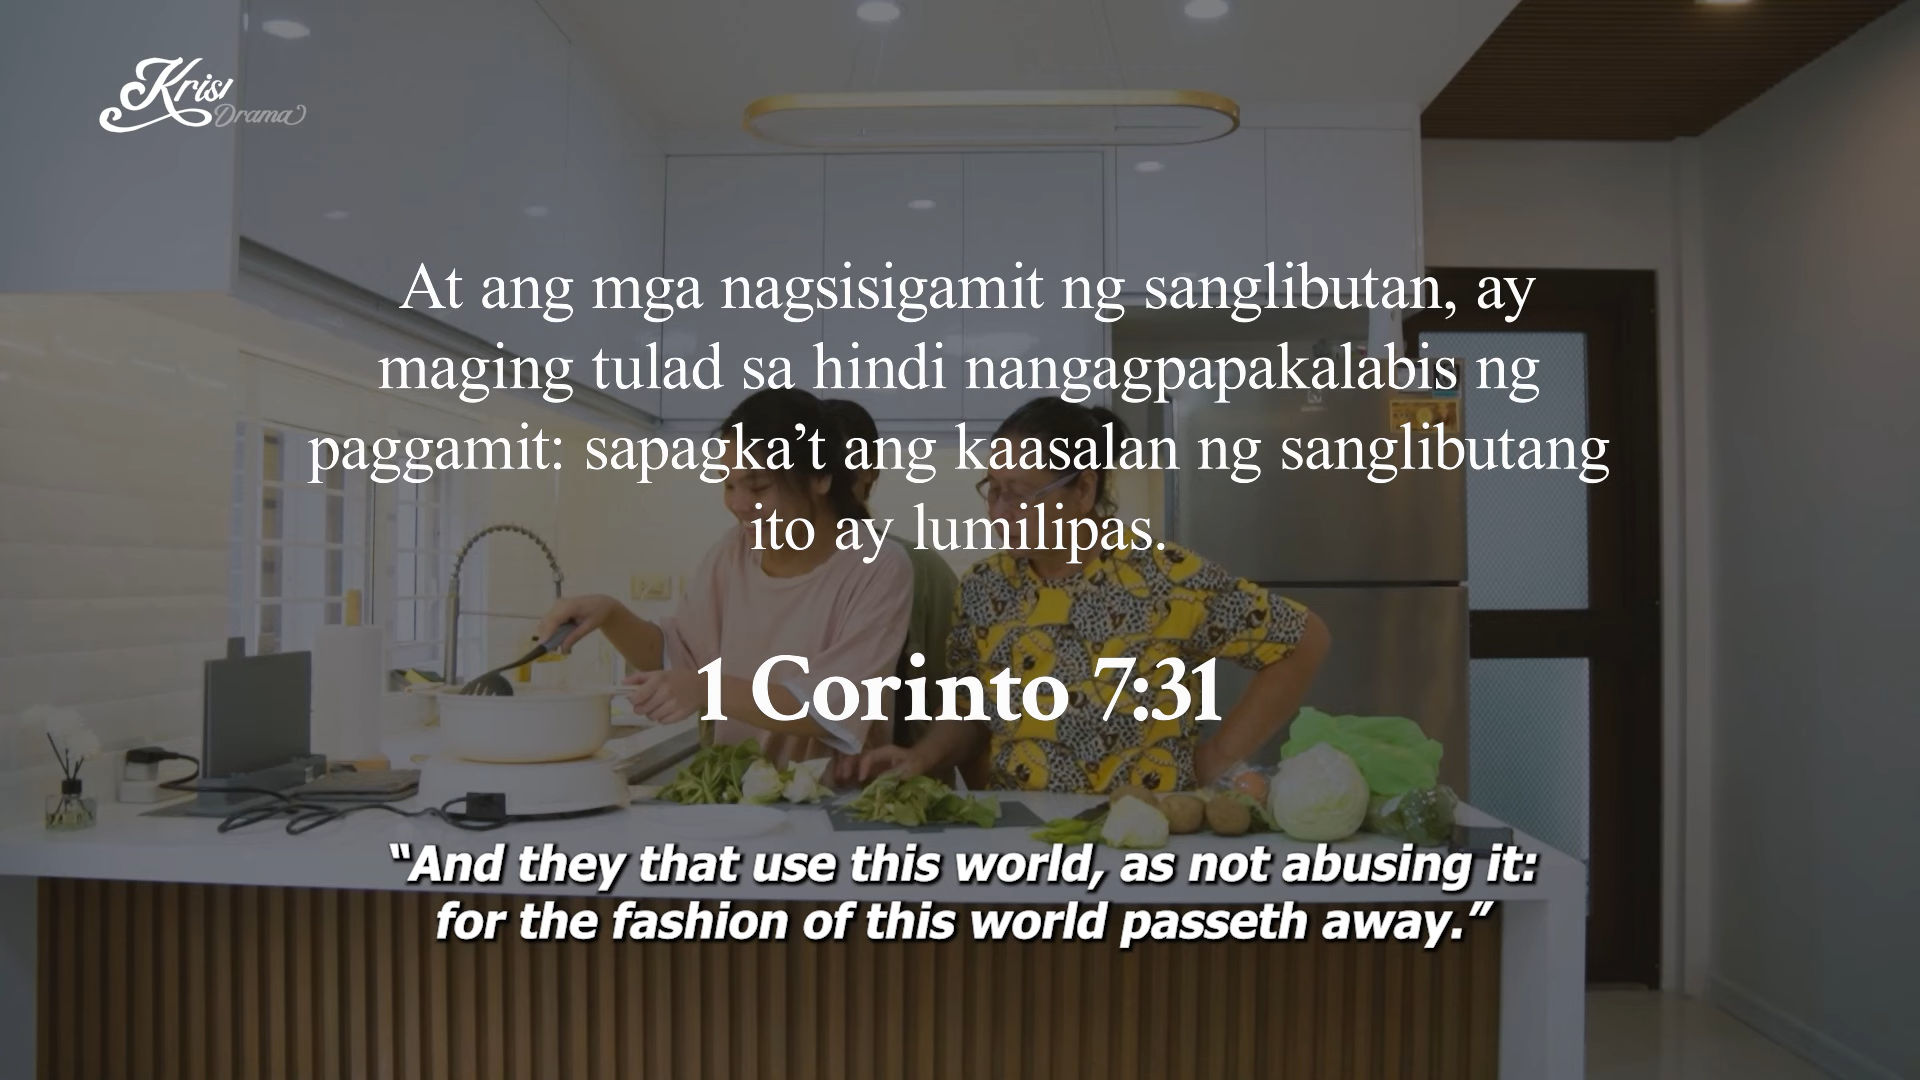 Krisi
Drama
At ang mga nagsisigamit ng sanglibutan, ay
maging tulad sa hindi nangagpapakalabis ng
paggamit: sapagka’t ang kaasalan ng sanglibutang
ito ay lumilipas.
1 Corinto 7:31
“And they that use this world, as not abusing it:
for the fashion of this world passeth away.”